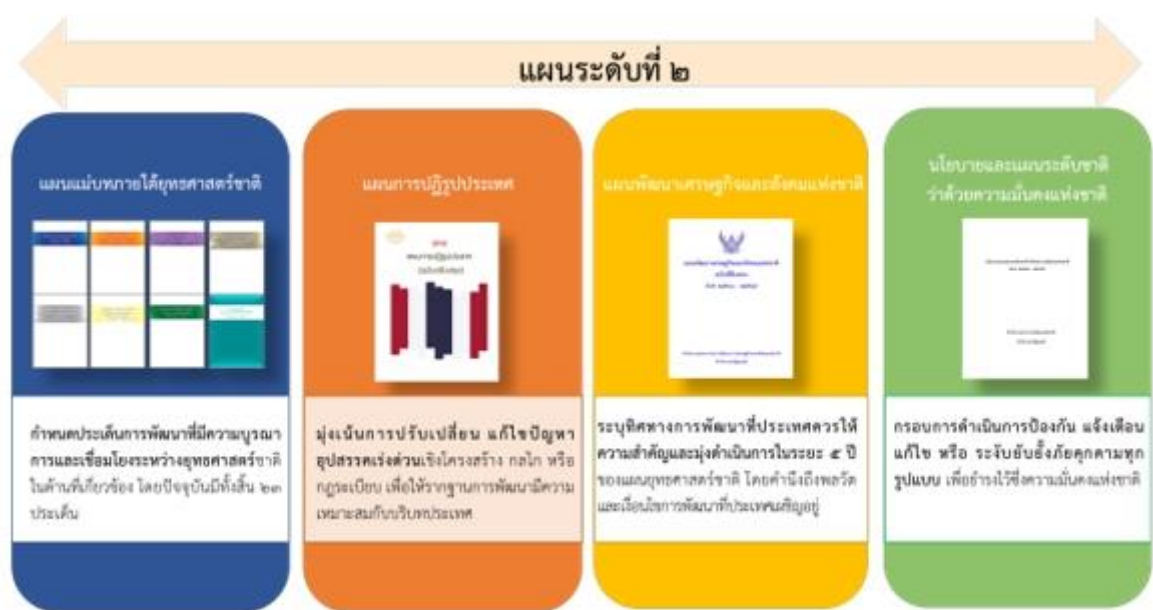 แผนระดับที่ ๒
แผนแม่บทภายใต้ยุทธศาสตร์ชาติ
กำหนดประเด็นการพัฒนาที่มีความบูรณา
การและเชื่อมโยงระหว่างยุทธศาสตร์ชาติ
ในด้านที่เกี่ยวข้อง โดยปัจจุบันมีทั้งสิ้น ๒๓
ประเด็น
แผนการปฏิรูปประเทศ
แผนการปฏิรูปประเทศ
มุ่งเน้นการปรับเปลี่ยน แก้ไขปัญหา
อุปสรรคเร่งด่วนเชิงโครงสร้าง กลไก หรือ
กฎระเบียบ เพื่อให้รากฐานการพัฒนามีความ
เหมาะสมกับบริบทประเทศ
แผนพัฒนาเศรษฐกิจและสังคมแห่งชาติ
ระบุทิศทางการพัฒนาที่ประเทศควรให้
ความสำคัญและมุ่งดำเนินการในระยะ ๕ ปี
ของแผนยุทธศาสตร์ชาติ โดยคำนึงถึงพลวัต
และเงื่อนไขการพัฒนาที่ประเทศเผชิญอยู่
นโยบายและแผนระดับชาติ
ว่าด้วยความมั่นคงแห่งชาติ
กรอบการดำเนินการป้องกัน แจ้งเตือน
แก้ไข หรือ ระงับยับยั้งภัยคุกคามทุก
รูปแบบ เพื่อธำรงไว้ซึ่งความมั่นคงแห่งชาติ